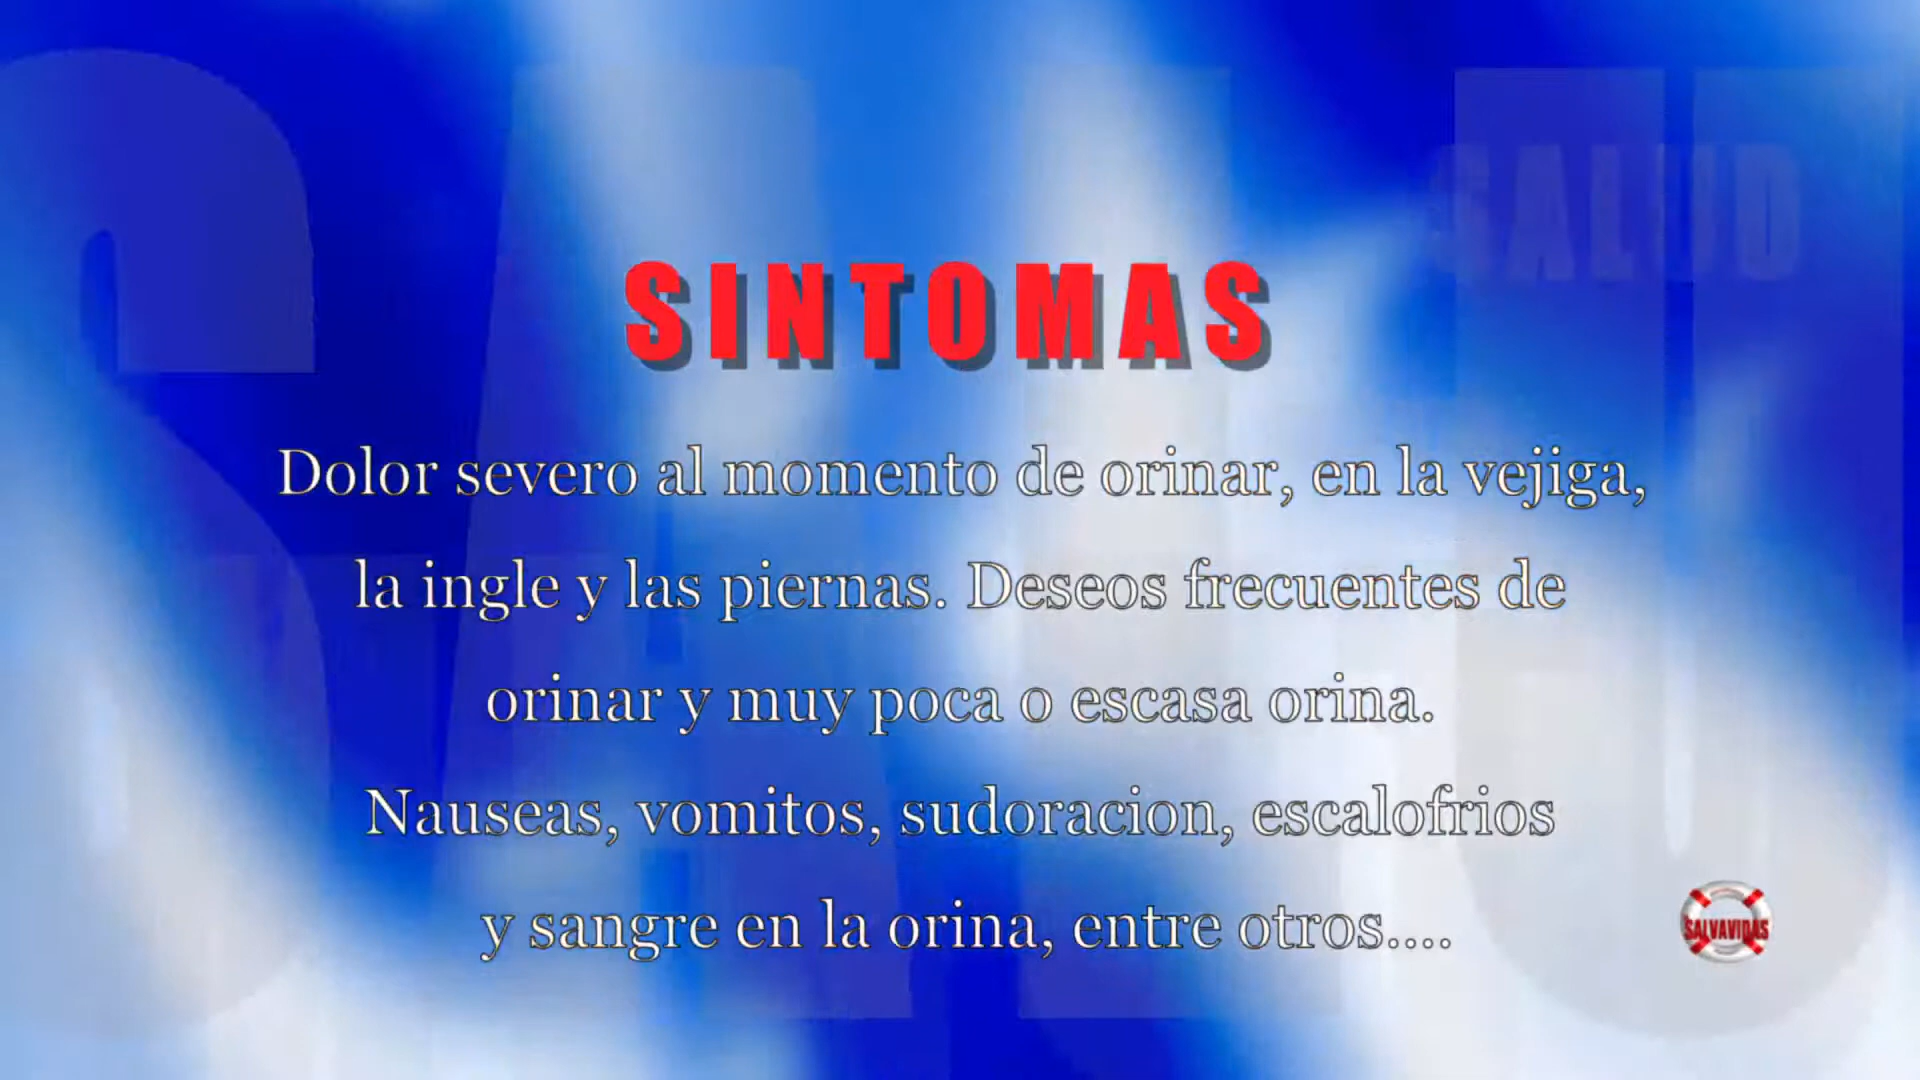 SALUD
SALUD
SINTOMAS
Dolor severo al momento de orinar, en la vejiga,
la ingle y las piernas. Deseos frecuentes de
orinar y muy poca o escasa orina.
Nauseas, vomitos, sudoracion, escalofrios
y sangre en la orina, entre otros....
SALVAVIDAS